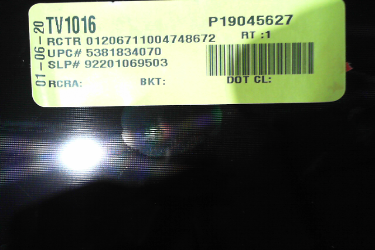 01-06-20
TV1016 P19045627
RCTR 01206711004748672 RT :1
UPC# 5381834070
SLP# 92201069503
RCRA: BKT: DOT CL: